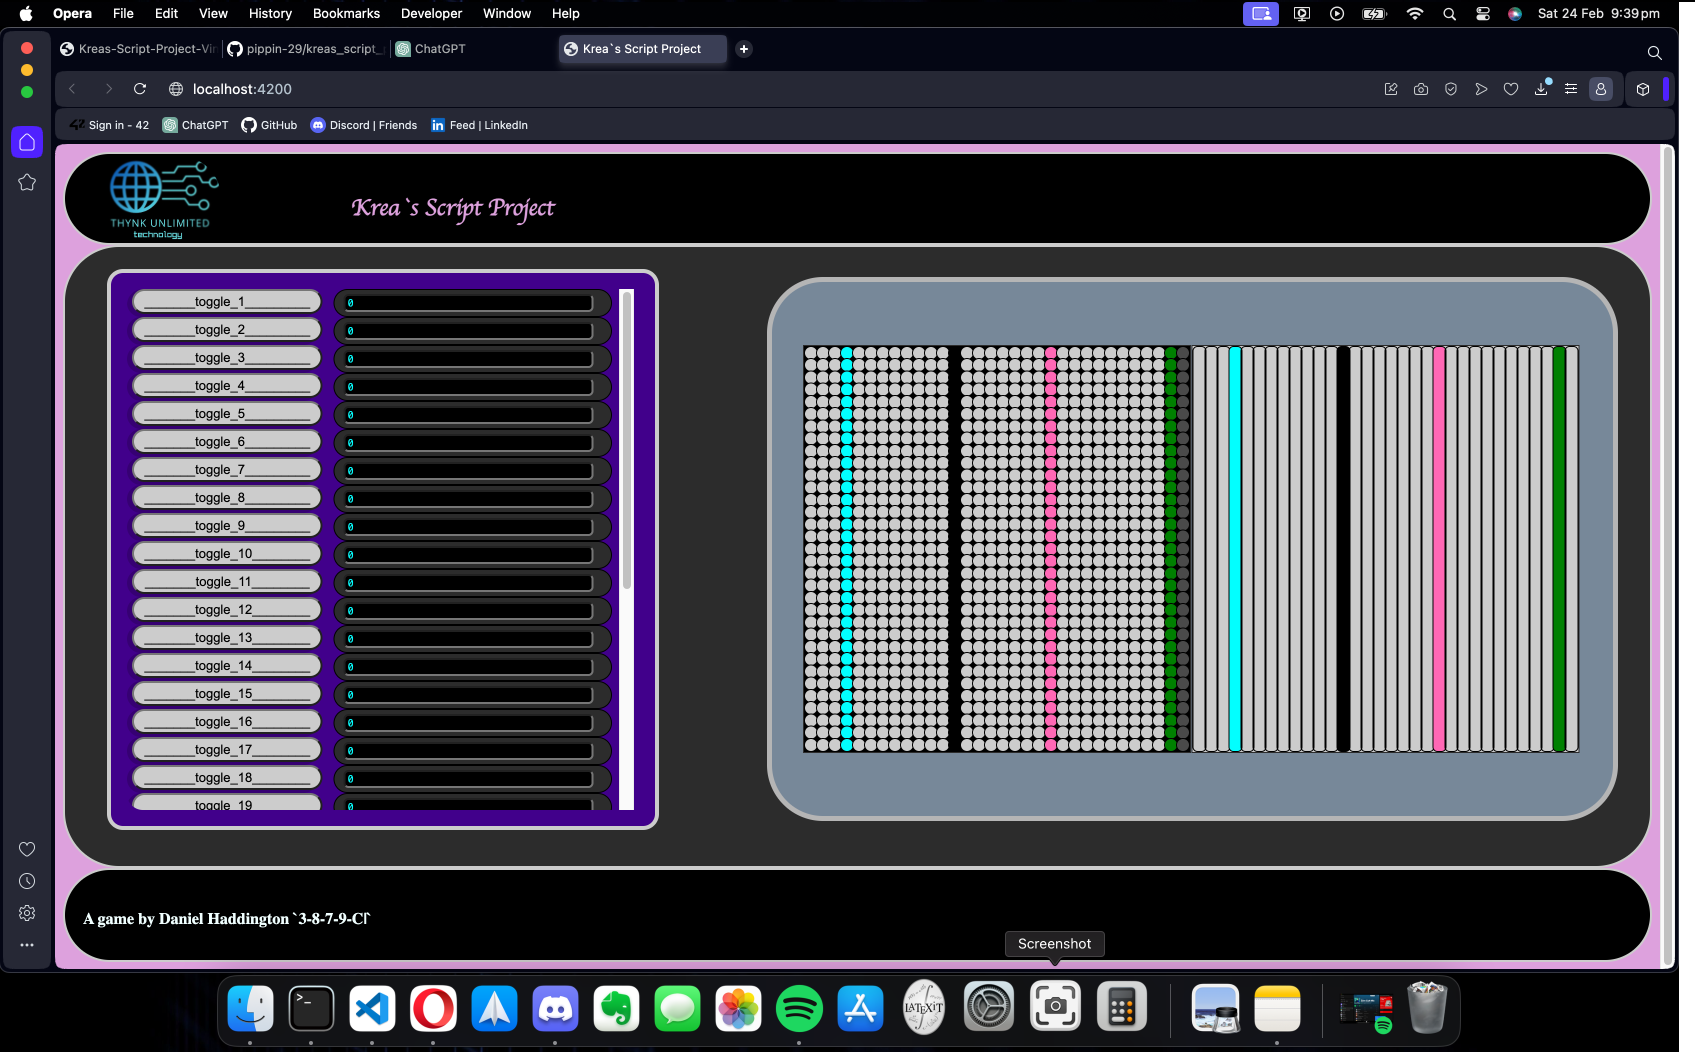 Opera File Edit View History Bookmarks Developer Window Help Sat 24 Feb 9:39 pm
Kreas-Script-Project-Vir pippin-29/kreas_script_ ChatGPT Krea`s Script Project
localhost:4200
Sign in - 42 ChatGPT GitHub Discord | Friends Feed | LinkedIn
THYNK UNLIMITED
technology
Krea`s Script Project
toggle_1 0
toggle_2 0
toggle_3 0
toggle_4 0
toggle_5 0
toggle_6 0
toggle_7 0
toggle_8 0
toggle_9 0
toggle_10 0
toggle_11 0
toggle_12 0
toggle_13 0
toggle_14 0
toggle_15 0
toggle_16 0
toggle_17 0
toggle_18 0
toggle_19 0
A game by Daniel Haddington `3-8-7-9-Cl`
Screenshot
LATEXiT